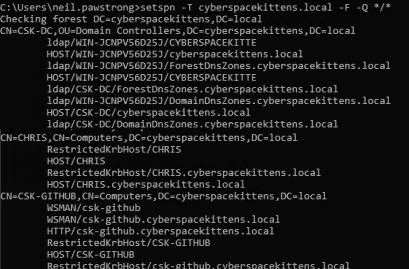 C:\Users\neil.pawstrong>setspn -T cyberspacekittens.local -F -Q */*
Checking forest DC=cyberspacekittens,DC=local
CN=CSK-DC,OU=Domain Controllers,DC=cyberspacekittens,DC=local
ldap/WIN-JCNPV56D25J/CYBERSPACEKITTE
HOST/WIN-JCNPV56D25J/CYBERSPACEKITTE
ldap/WIN-JCNPV56D25J/ForestDnsZones.cyberspacekittens.local
ldap/WIN-JCNPV56D25J/DomainDnsZones.cyberspacekittens.local
HOST/WIN-JCNPV56D25J/cyberspacekittens.local
HOST/WIN-JCNPV56D25J/CYBERSPACEKITTE
ldap/CSK-DC/ForestDnsZones.cyberspacekittens.local
ldap/WIN-JCNPV56D25J/DomainDnsZones.cyberspacekittens.local
HOST/CSK-DC/cyberspacekittens.local
ldap/CSK-DC/DomainDnsZones.cyberspacekittens.local
CN=CHRIS,CN=Computers,DC=cyberspacekittens,DC=local
RestrictedKrbHost/CHRIS
HOST/CHRIS
RestrictedKrbHost/CHRIS.cyberspacekittens.local
HOST/CHRIS.cyberspacekittens.local
CN=CSK-GITHUB,CN=Computers,DC=cyberspacekittens,DC=local
WSMAN/csk-github
WSMAN/csk-github.cyberspacekittens.local
HTTP/csk-github.cyberspacekittens.local
RestrictedKrbHost/CSK-GITHUB
HOST/CSK-GITHUB
RestrictedKrbHost/csk-github.cyberspacekittens.local